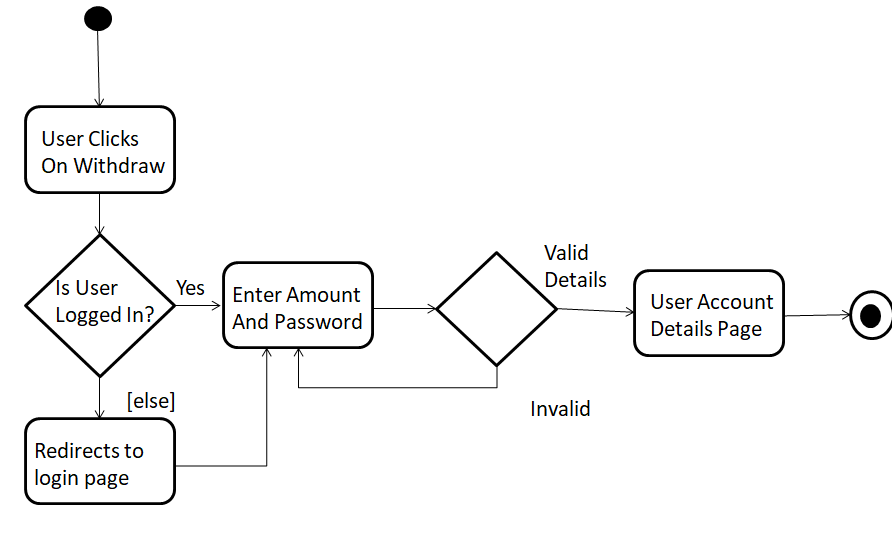 User Clicks
On Withdraw
Is User
Logged In?
Yes
Enter Amount
And Password
Valid
Details
User Account
Details Page
[else]
Invalid
Redirects to
login page